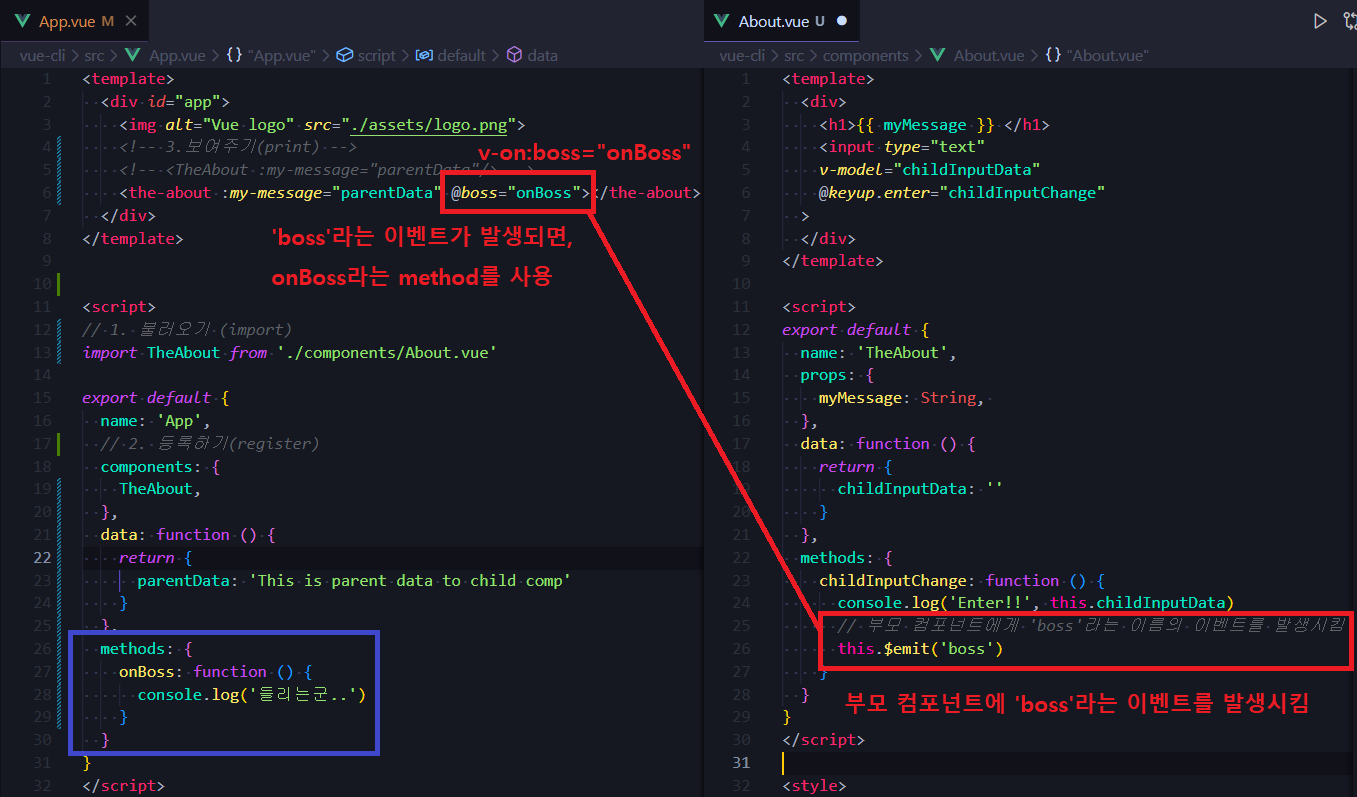 App.vue M
vue-cli > src > App.vue > {} "App.vue" > script > default > data
1 <template>
2 <div id="app">
3 <img alt="Vue logo" src="./assets/logo.png">
4 <!-- 3.보여주기(print) -->
v-on:boss="onBoss"
5 <!-- <TheAbout :my-message="parentData"/>
6 <the-about :my-message="parentData" @boss="onBoss"></the-about>
7 </div>
8 </template>
'boss'라는 이벤트가 발생되면,
9
onBoss라는 method를 사용
10
11 <script>
12 // 1. 불러오기 (import)
13 import TheAbout from './components/About.vue'
14
15 export default {
16 name: 'App',
17 // 2. 등록하기(register)
18 components: {
19 TheAbout,
20 },
21 data: function () {
22 return {
23 parentData: 'This is parent data to child comp'
24 }
25 },
26 methods: {
27 onBoss: function () {
28 console.log('들리는군..')
29 }
30 }
31 }
32 </script>
About.vue U
vue-cli > src > components > About.vue > {} "About.vue"
1 <template>
2 <div>
3 <h1>{{ myMessage }} </h1>
4 <input type="text"
5 v-model="childInputData"
6 @keyup.enter="childInputChange"
7 >
8 </div>
9 </template>
10
11 <script>
12 export default {
13 name: 'TheAbout',
14 props: {
15 myMessage: String,
16 },
17 data: function () {
18 return {
19 childInputData: ''
20 }
21 },
22 methods: {
23 childInputChange: function () {
24 console.log('Enter!!', this.childInputData)
25 // 부모 컴포넌트에게 'boss'라는 이름의 이벤트를 발생시킴
26 this.$emit('boss')
27 }
28 }
부모 컴포넌트에 'boss'라는 이벤트를 발생시킴
29 }
30 </script>
31
32 <style>